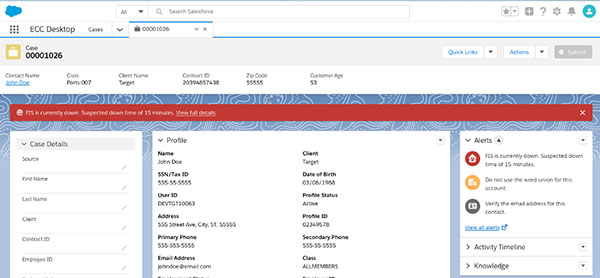 All
Search Salesforce
ECC Desktop
Cases
00001026
Case
00001026
Quick Links
Actions
Submit
Contact Name
Class
Client Name
Contract ID
Zip Code
Customer Age
John Doe
Ports-007
Target
20394857438
55555
53
FIS is currently down. Suspected down time of 15 minutes. View full details
Case Details
Source
First Name
Last Name
Client
Contract ID
Employee ID
Profile
Name
Client
John Doe
Target
SSN/Tax ID
Date of Birth
555-55-5555
03/06/1968
User ID
Profile Status
DEVTGT10063
Active
Address
Profile ID
555 Street Ave, City, ST, 55555
02349578
Primary Phone
Secondary Phone
555-555-5555
555-555-5555
Email Address
Class
johndoe@email.com
ALLMEMBERS
Alerts
4
FIS is currently down. Suspected down
time of 15 minutes.
Do not use the word union for this
account.
Verify the email address for this
contact.
View all alerts
Activity Timeline
Knowledge